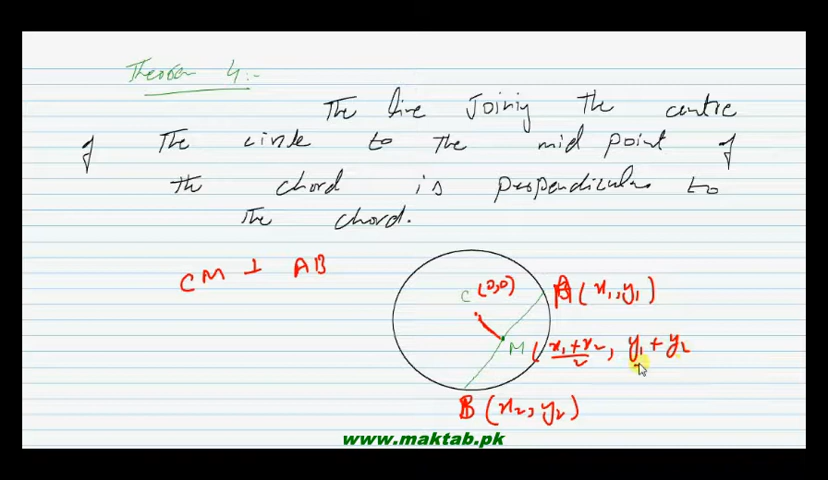 Theorem 4:-
The line Joining the centre
of The circle to the mid point of
the chord is perpendicular to
the chord.
CM ⊥ AB
C (0,0)
A (x₁, y₁)
M ( x₁+x₂/2, y₁+y₂
B (x₂, y₂)
www.maktab.pk